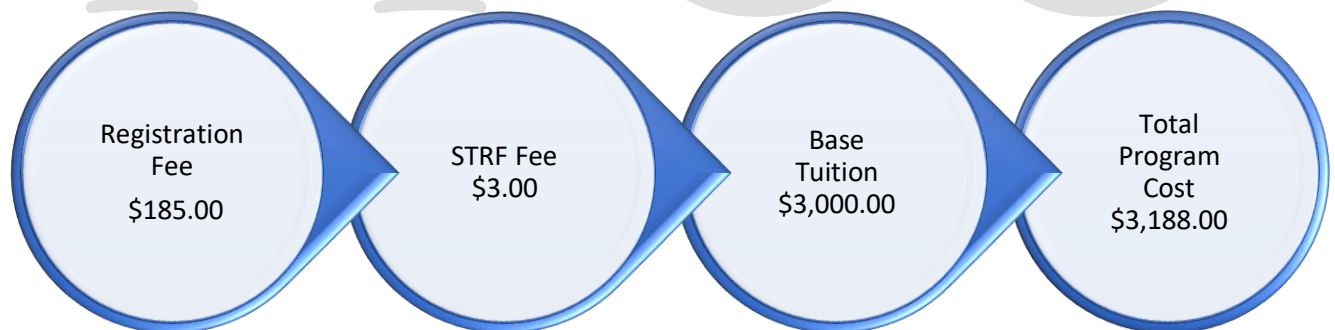 Registration
Fee
$185.00
STRF Fee
$3.00
Base
Tuition
$3,000.00
Total
Program
Cost
$3,188.00